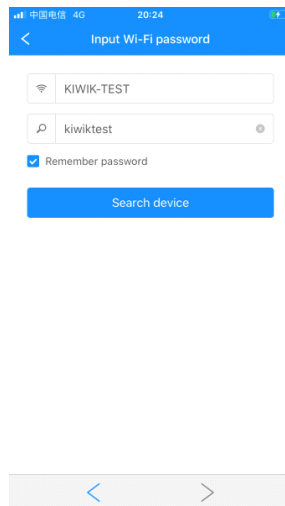 中国电信 4G 20:24
Input Wi-Fi password
KIWIK-TEST
kiwiktest
Remember password
Search device